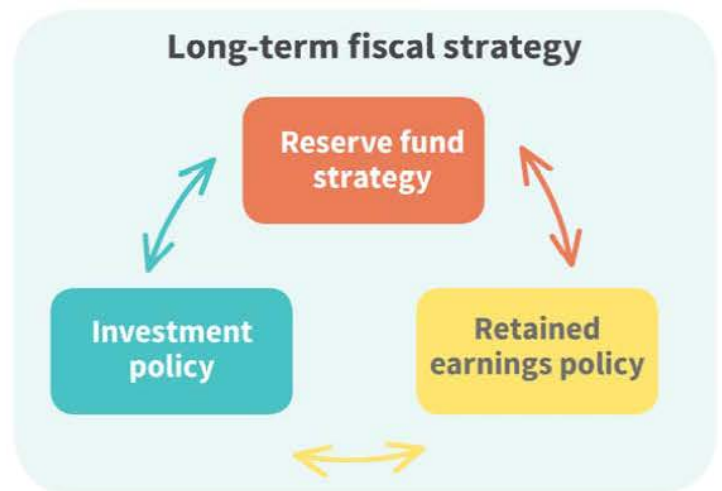 Long-term fiscal strategy
Reserve fund
strategy
Investment
policy
Retained
earnings policy